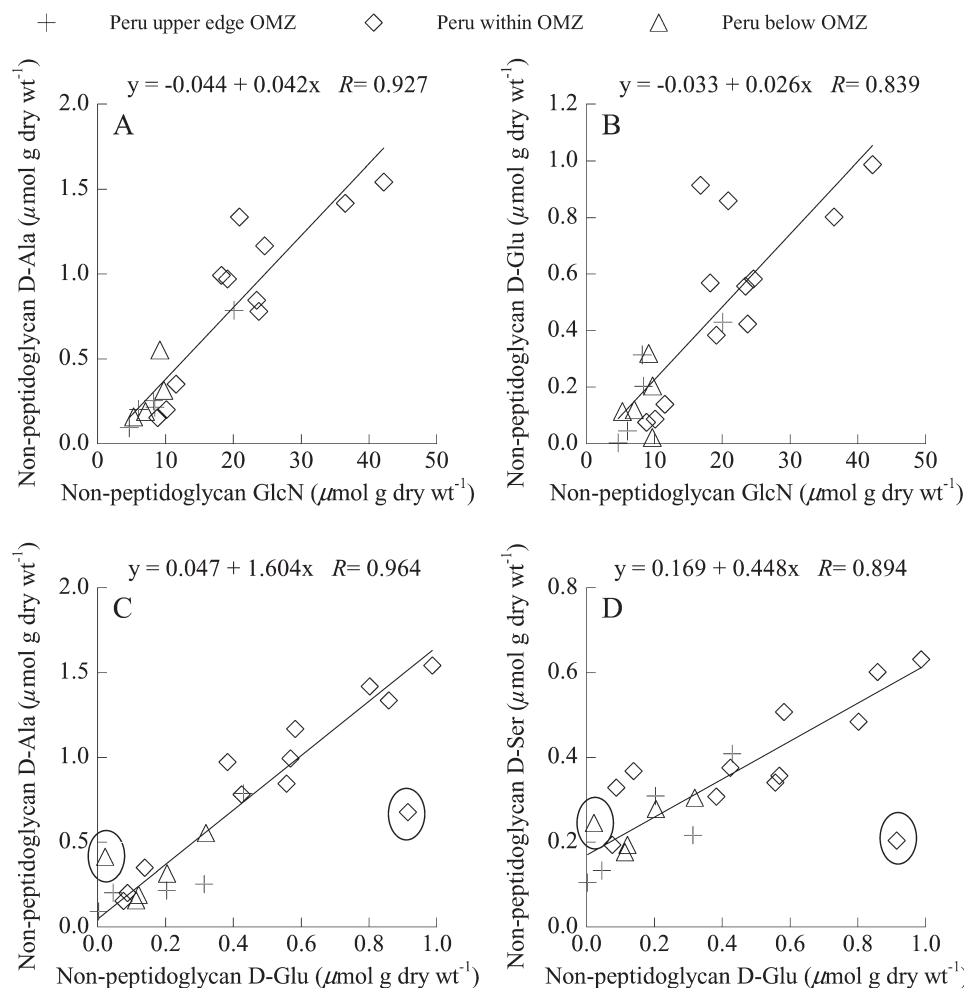 Peru upper edge OMZ Peru within OMZ Peru below OMZ
y = -0.044 + 0.042x R= 0.927
A
Non-peptidoglycan D-Ala (μmol g dry wt-1)
2.0
1.5
1.0
0.5
0.0
0 10 20 30 40 50
Non-peptidoglycan GlcN (μmol g dry wt-1)
y = -0.033 + 0.026x R= 0.839
B
Non-peptidoglycan D-Glu (μmol g dry wt-1)
1.2
1.0
0.8
0.6
0.4
0.2
0.0
0 10 20 30 40 50
Non-peptidoglycan GlcN (μmol g dry wt-1)
y = 0.047 + 1.604x R= 0.964
C
Non-peptidoglycan D-Ala (μmol g dry wt-1)
2.0
1.5
1.0
0.5
0.0
0.0 0.2 0.4 0.6 0.8 1.0
Non-peptidoglycan D-Glu (μmol g dry wt-1)
y = 0.169 + 0.448x R= 0.894
D
Non-peptidoglycan D-Ser (μmol g dry wt-1)
0.8
0.6
0.4
0.2
0.0
0.0 0.2 0.4 0.6 0.8 1.0
Non-peptidoglycan D-Glu (μmol g dry wt-1)